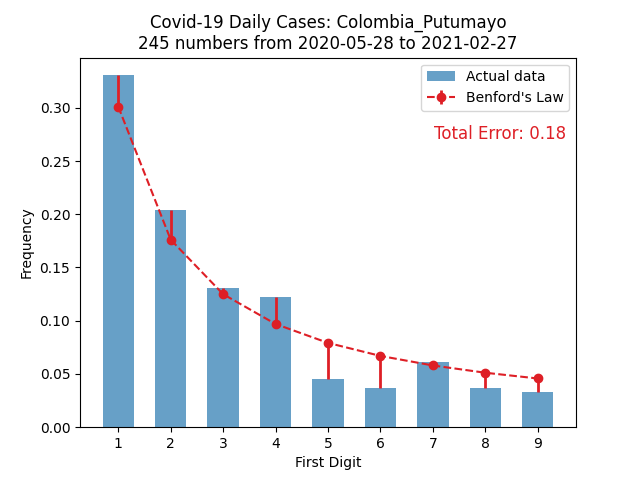 Covid-19 Daily Cases: Colombia_Putumayo
245 numbers from 2020-05-28 to 2021-02-27
Actual data
Benford's Law
Total Error: 0.18
Frequency
0.30
0.25
0.20
0.15
0.10
0.05
0.00
1 2 3 4 5 6 7 8 9
First Digit